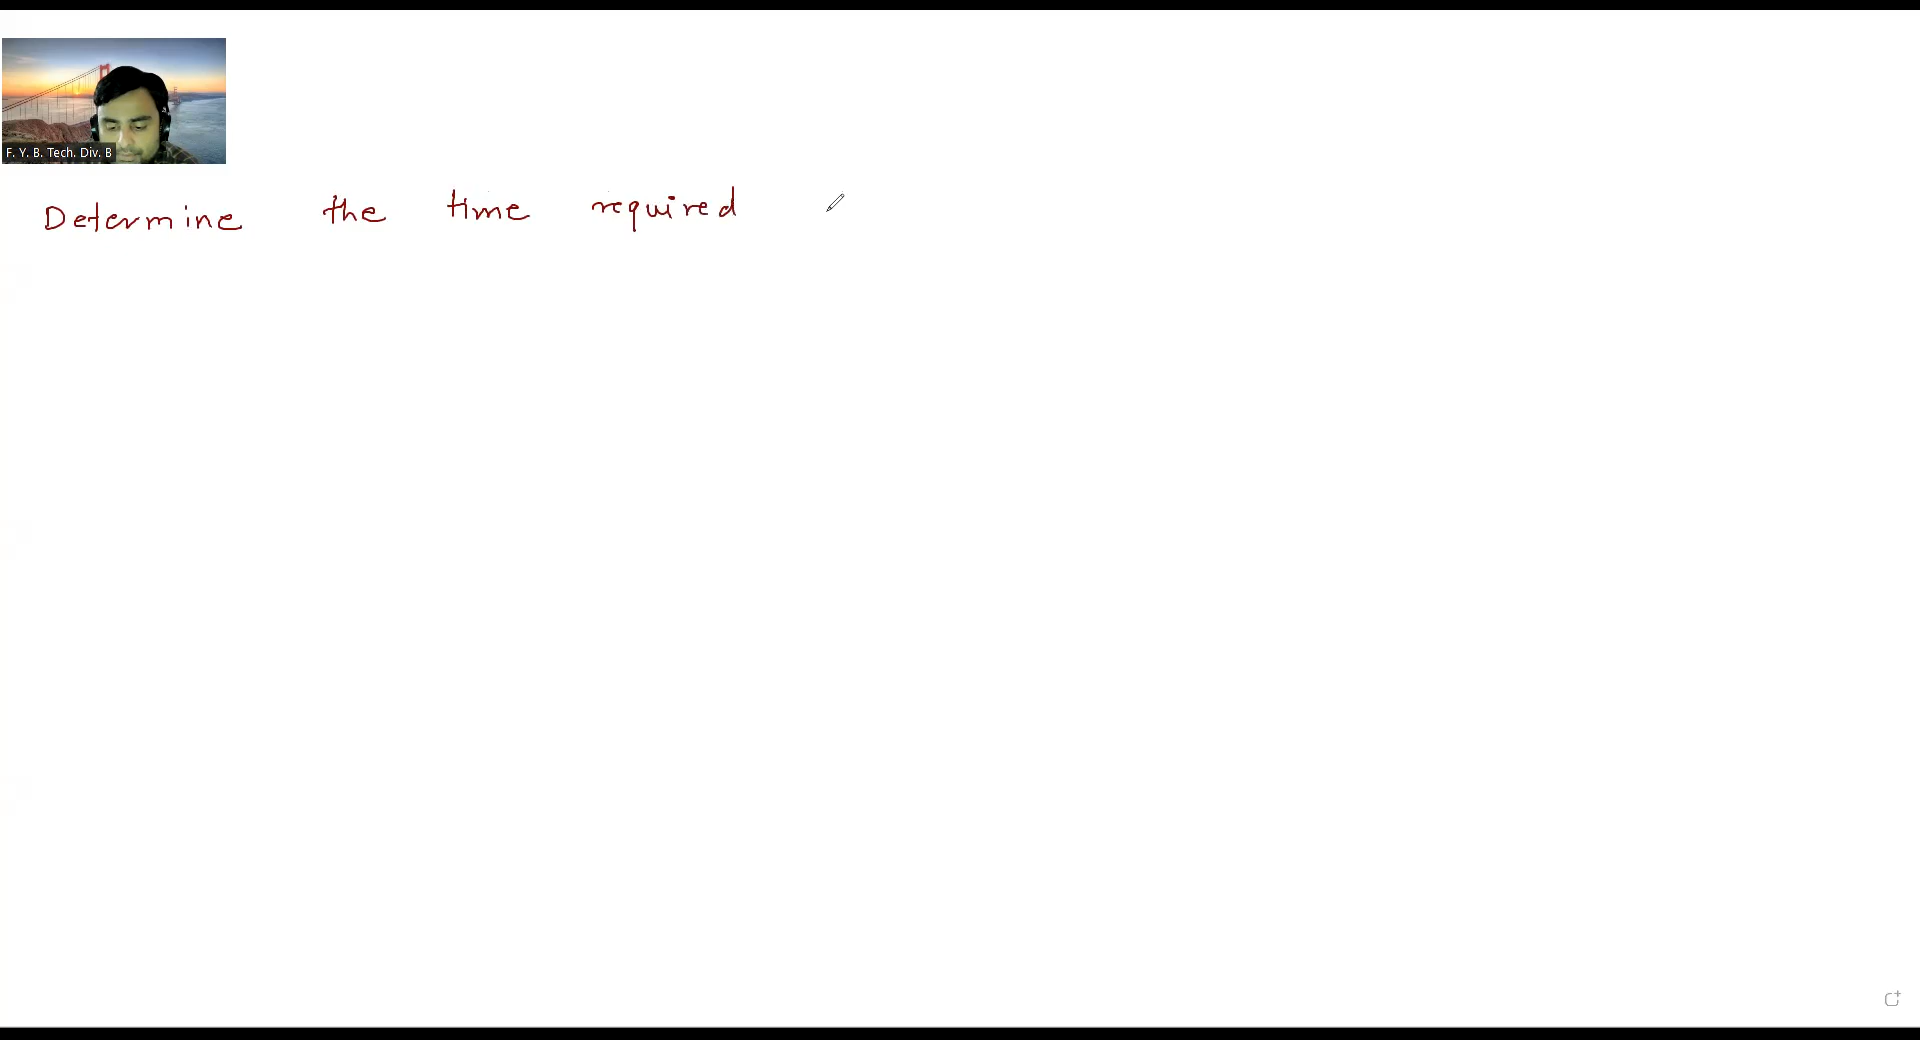 F. Y. B. Tech. Div. B
Determine the time required